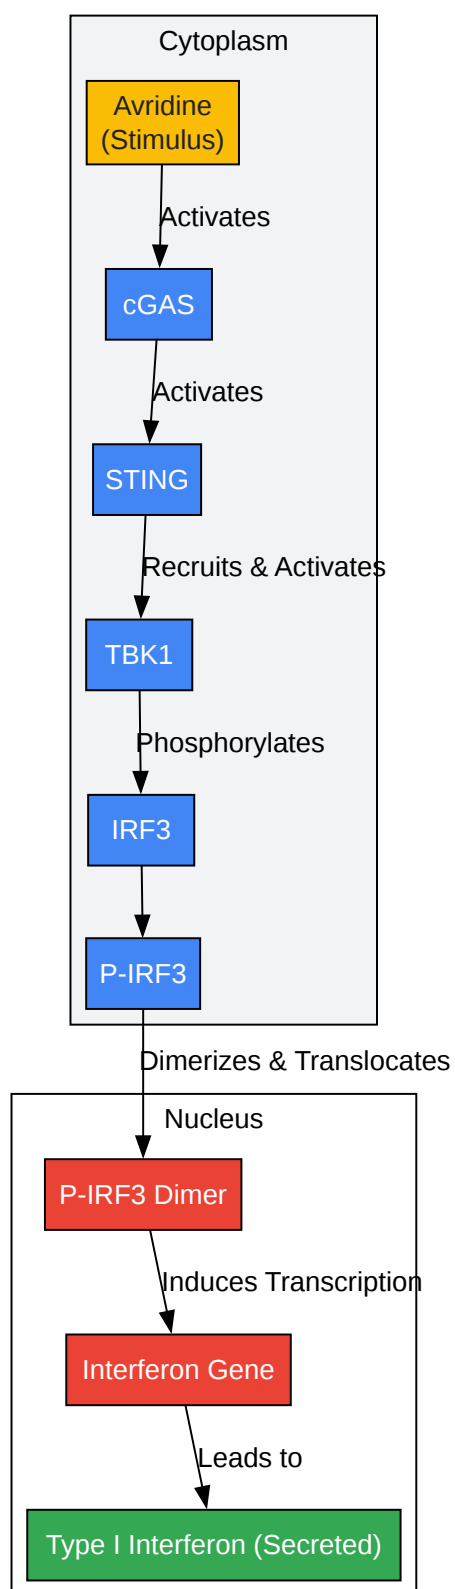 Cytoplasm
Avridine
(Stimulus)
Activates
cGAS
Activates
STING
Recruits & Activates
TBK1
Phosphorylates
IRF3
P-IRF3
Dimerizes & Translocates
Nucleus
P-IRF3 Dimer
Induces Transcription
Interferon Gene
Leads to
Type I Interferon (Secreted)